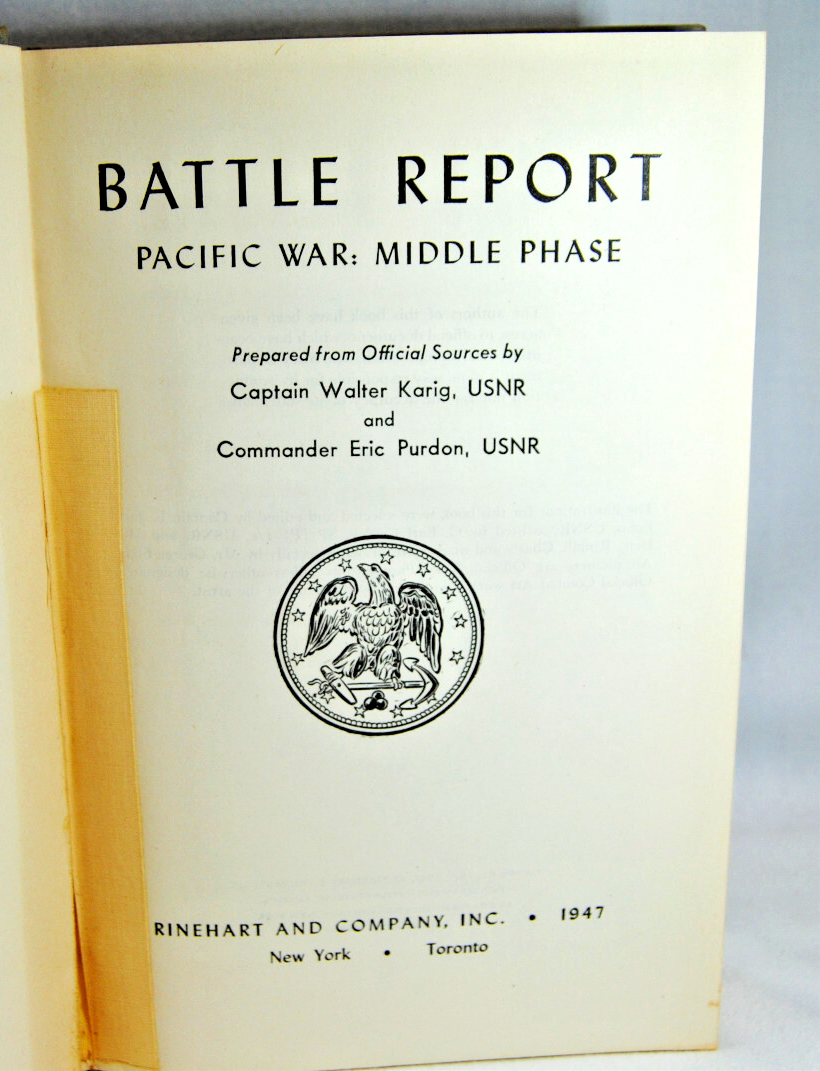 BATTLE REPORT
PACIFIC WAR: MIDDLE PHASE
Prepared from Official Sources by
Captain Walter Karig, USNR
and
Commander Eric Purdon, USNR
RINEHART AND COMPANY, INC. • 1947
New York • Toronto